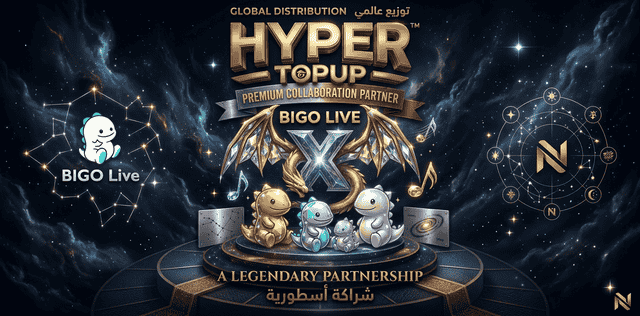 GLOBAL DISTRIBUTION توزيع عالمي
HYPER™
TOPUP
PREMIUM COLLABORATION PARTNER
BIGO LIVE
X
BIGO Live
N
N
A LEGENDARY PARTNERSHIP
شراكة أسطورية
N